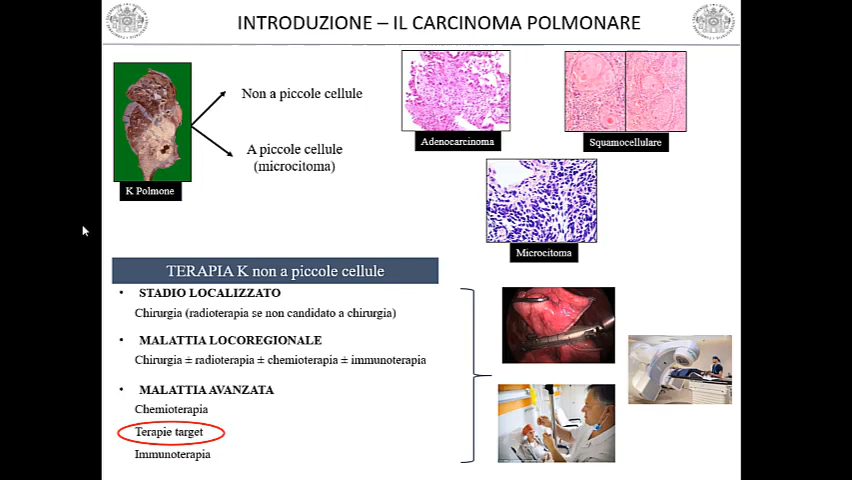 INTRODUZIONE – IL CARCINOMA POLMONARE
Non a piccole cellule
A piccole cellule
(microcitoma)
K Polmone
Adenocarcinoma
Squamocellulare
Microcitoma
TERAPIA K non a piccole cellule
• STADIO LOCALIZZATO
Chirurgia (radioterapia se non candidato a chirurgia)
• MALATTIA LOCOREGIONALE
Chirurgia ± radioterapia ± chemioterapia ± immunoterapia
• MALATTIA AVANZATA
Chemioterapia
Terapie target
Immunoterapia